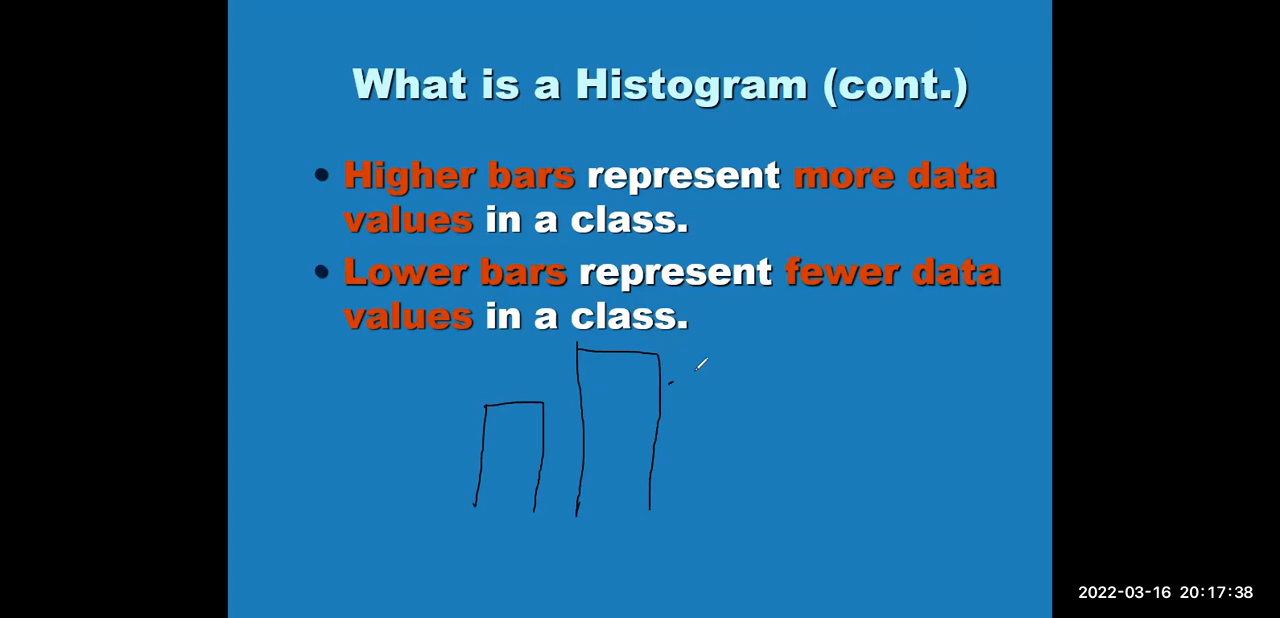 What is a Histogram (cont.)
• Higher bars represent more data
values in a class.
• Lower bars represent fewer data
values in a class.
2022-03-16 20:17:38